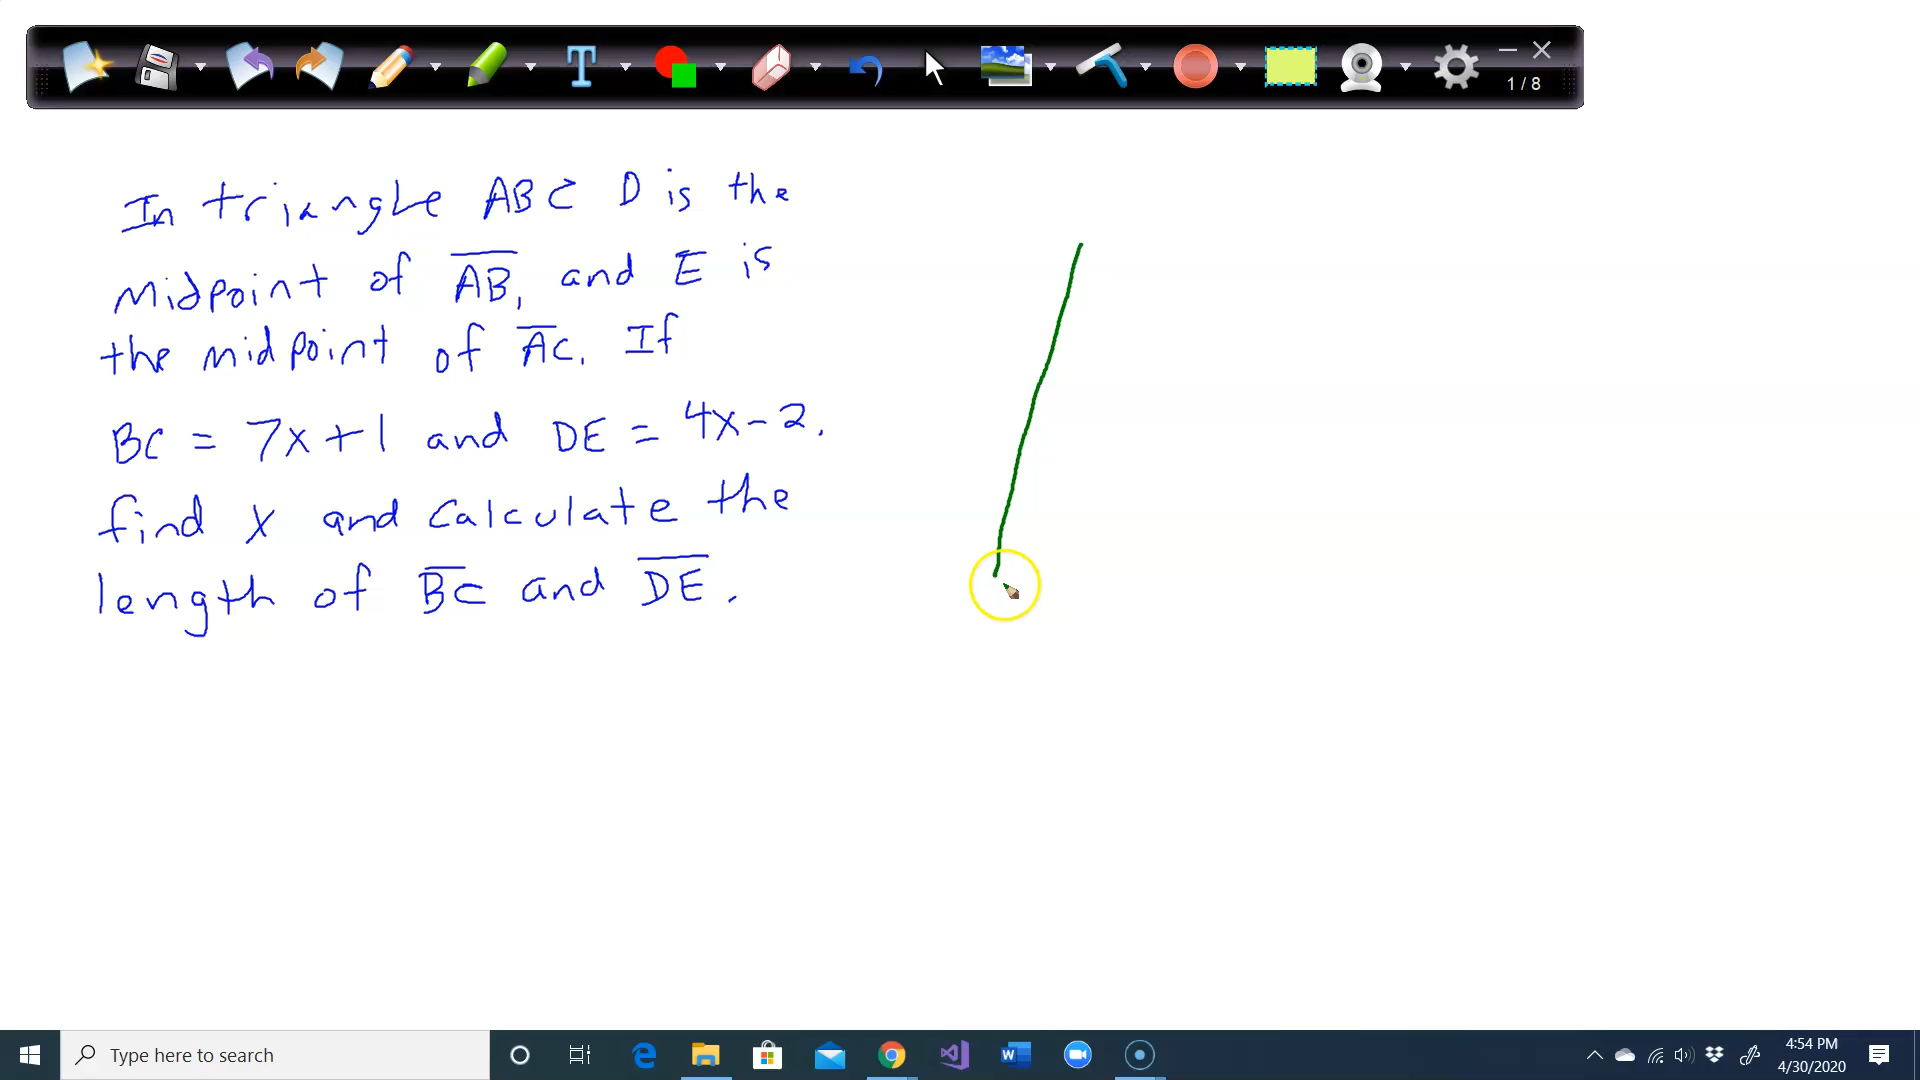 1 / 8
In triangle ABC D is the
midpoint of AB, and E is
the midpoint of AC. If
BC = 7x+1 and DE = 4x-2.
find x and calculate the
length of BC and DE.
Type here to search
4:54 PM
4/30/2020